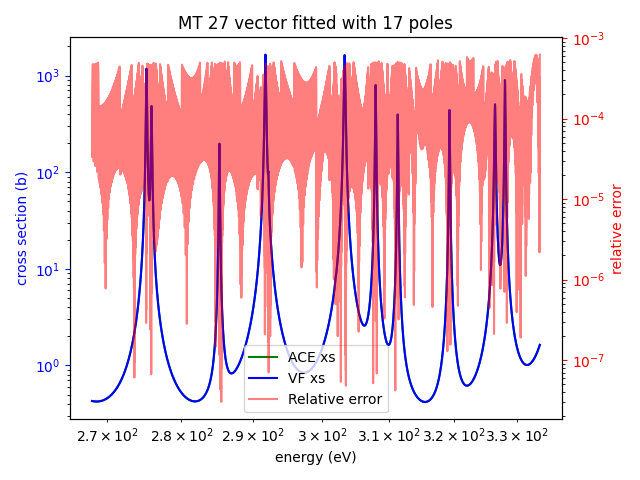 MT 27 vector fitted with 17 poles
10³
10²
10¹
10⁰
cross section (b)
10⁻³
10⁻⁴
10⁻⁵
10⁻⁶
10⁻⁷
relative error
ACE xs
VF xs
Relative error
2.7 × 10² 2.8 × 10² 2.9 × 10² 3 × 10² 3.1 × 10² 3.2 × 10² 3.3 × 10²
energy (eV)